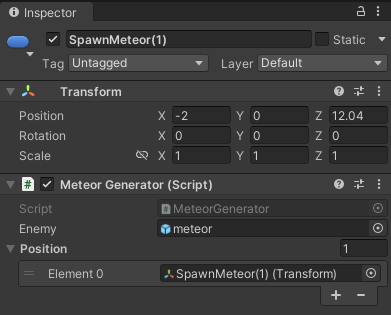 Inspector
SpawnMeteor(1) Static
Tag Untagged Layer Default
Transform
Position X -2 Y 0 Z 12.04
Rotation X 0 Y 0 Z 0
Scale X 1 Y 1 Z 1
# Meteor Generator (Script)
Script # MeteorGenerator
Enemy meteor
Position 1
Element 0 SpawnMeteor(1) (Transform)
+ −